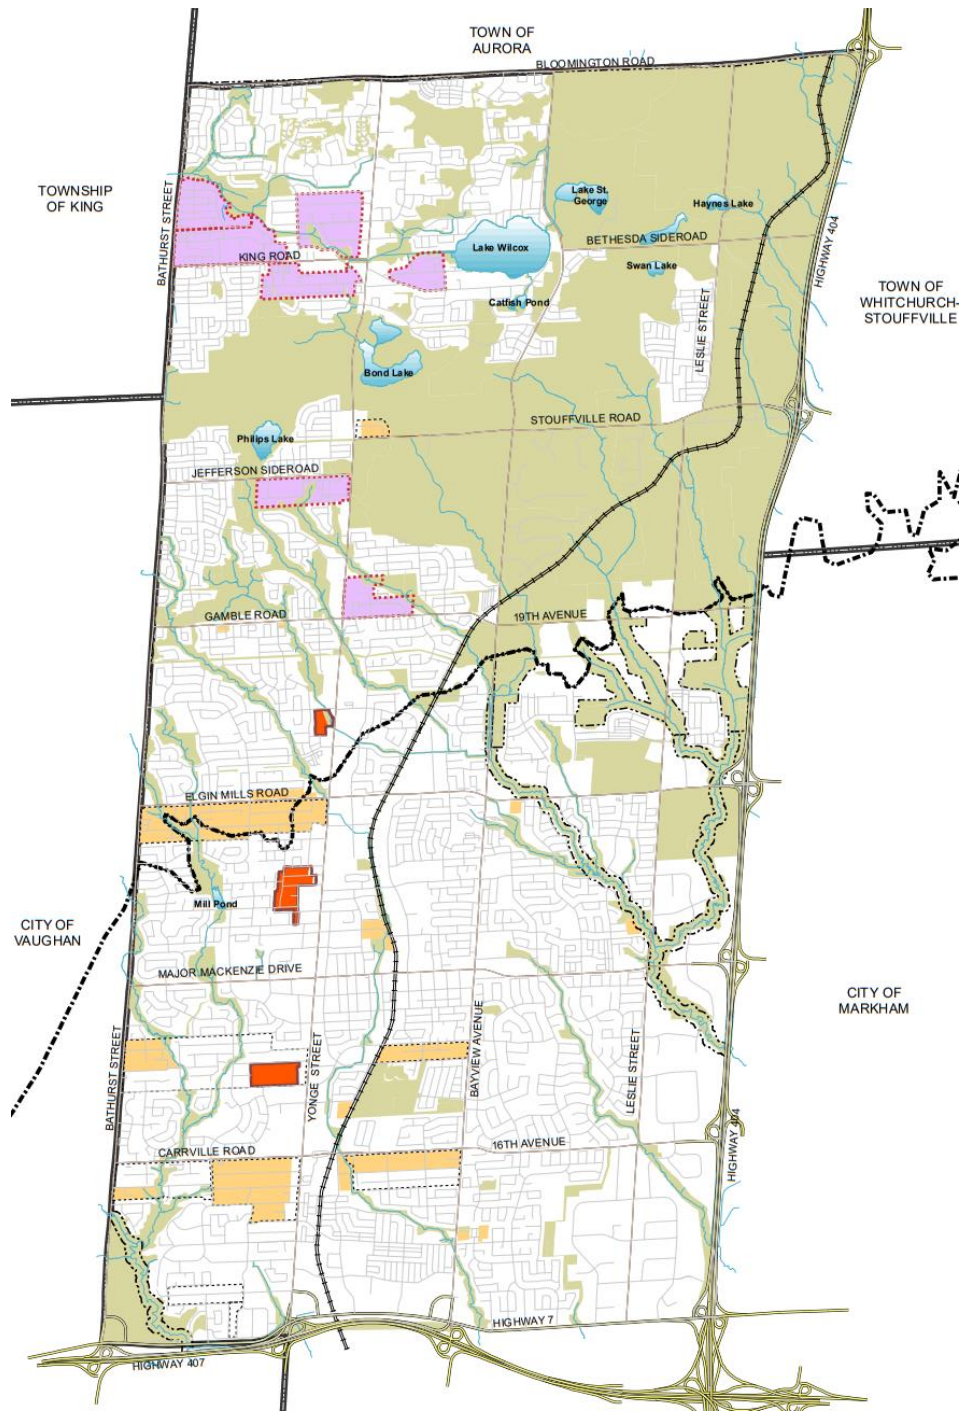 TOWN OF
AURORA
BLOOMINGTON ROAD
TOWNSHIP
OF KING
BATHURST STREET
Lake St.
George
Haynes Lake
KING ROAD
Lake Wilcox
BETHESDA SIDEROAD
HIGHWAY 404
Swan Lake
TOWN OF
WHITCHURCH-
STOUFFVILLE
Catfish Pond
LESLIE STREET
Bond Lake
STOUFFVILLE ROAD
Philips Lake
JEFFERSON SIDEROAD
GAMBLE ROAD
19TH AVENUE
ELGIN MILLS ROAD
Mill Pond
CITY OF
VAUGHAN
MAJOR MACKENZIE DRIVE
CITY OF
MARKHAM
BATHURST STREET
YONGE STREET
BAYVIEW AVENUE
LESLIE STREET
HIGHWAY 404
CARRVILLE ROAD
16TH AVENUE
HIGHWAY 7
HIGHWAY 407